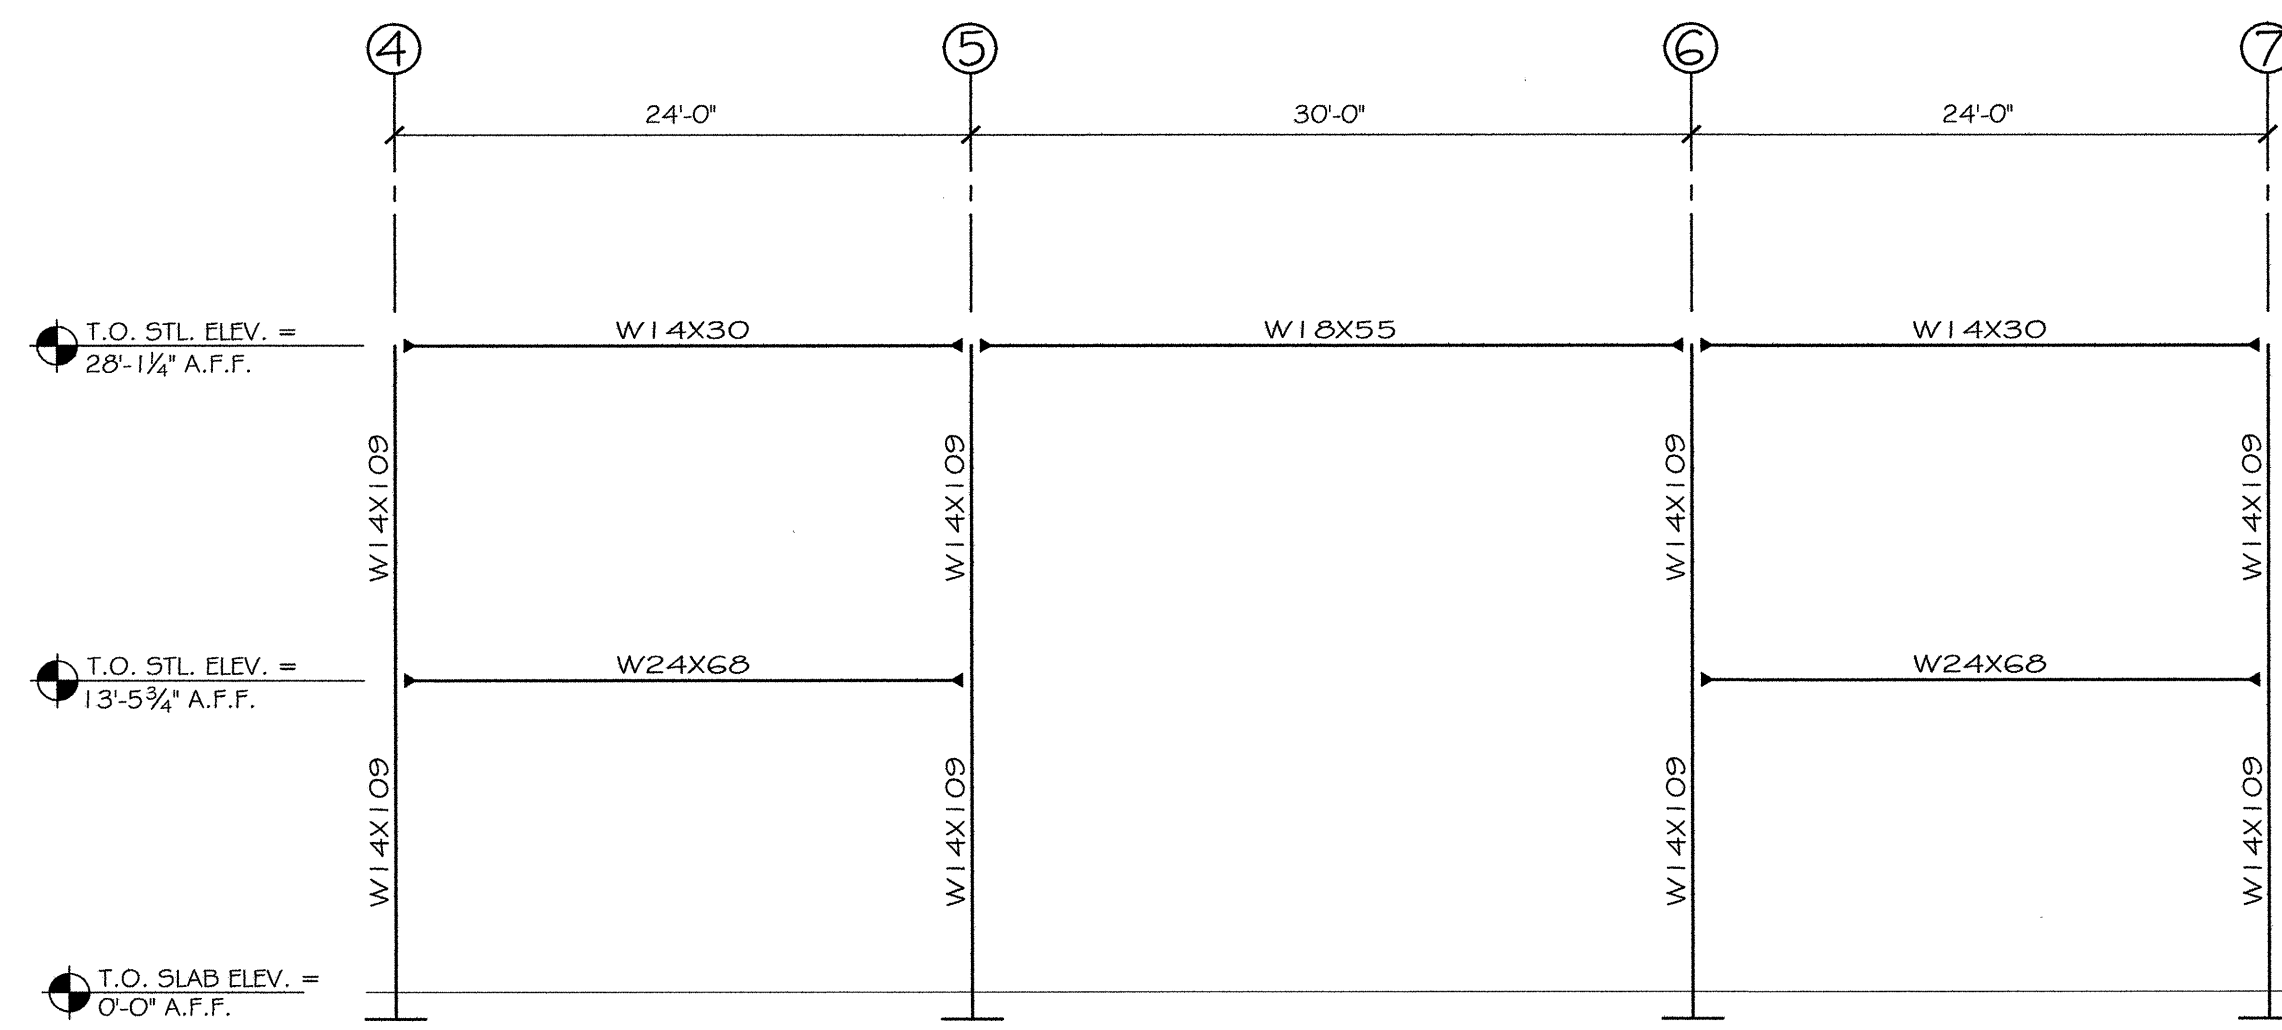 4 5 6 7
24'-0" 30'-0" 24'-0"
T.O. STL. ELEV. =
28'-1¼" A.F.F.
W14X30 W18X55 W14X30
W14X109 W14X109 W14X109 W14X109
T.O. STL. ELEV. =
13'-5¾" A.F.F.
W24X68 W24X68
W14X109 W14X109 W14X109 W14X109
T.O. SLAB ELEV. =
0'-0" A.F.F.